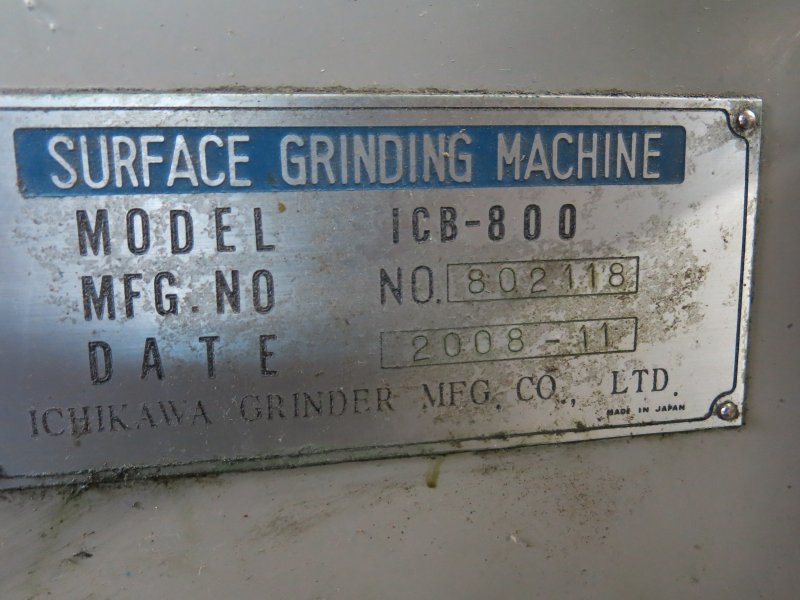 SURFACE GRINDING MACHINE
MODEL ICB-800
MFG.NO NO. 802118
DATE 2008-11
ICHIKAWA GRINDER MFG. CO., LTD.
MADE IN JAPAN